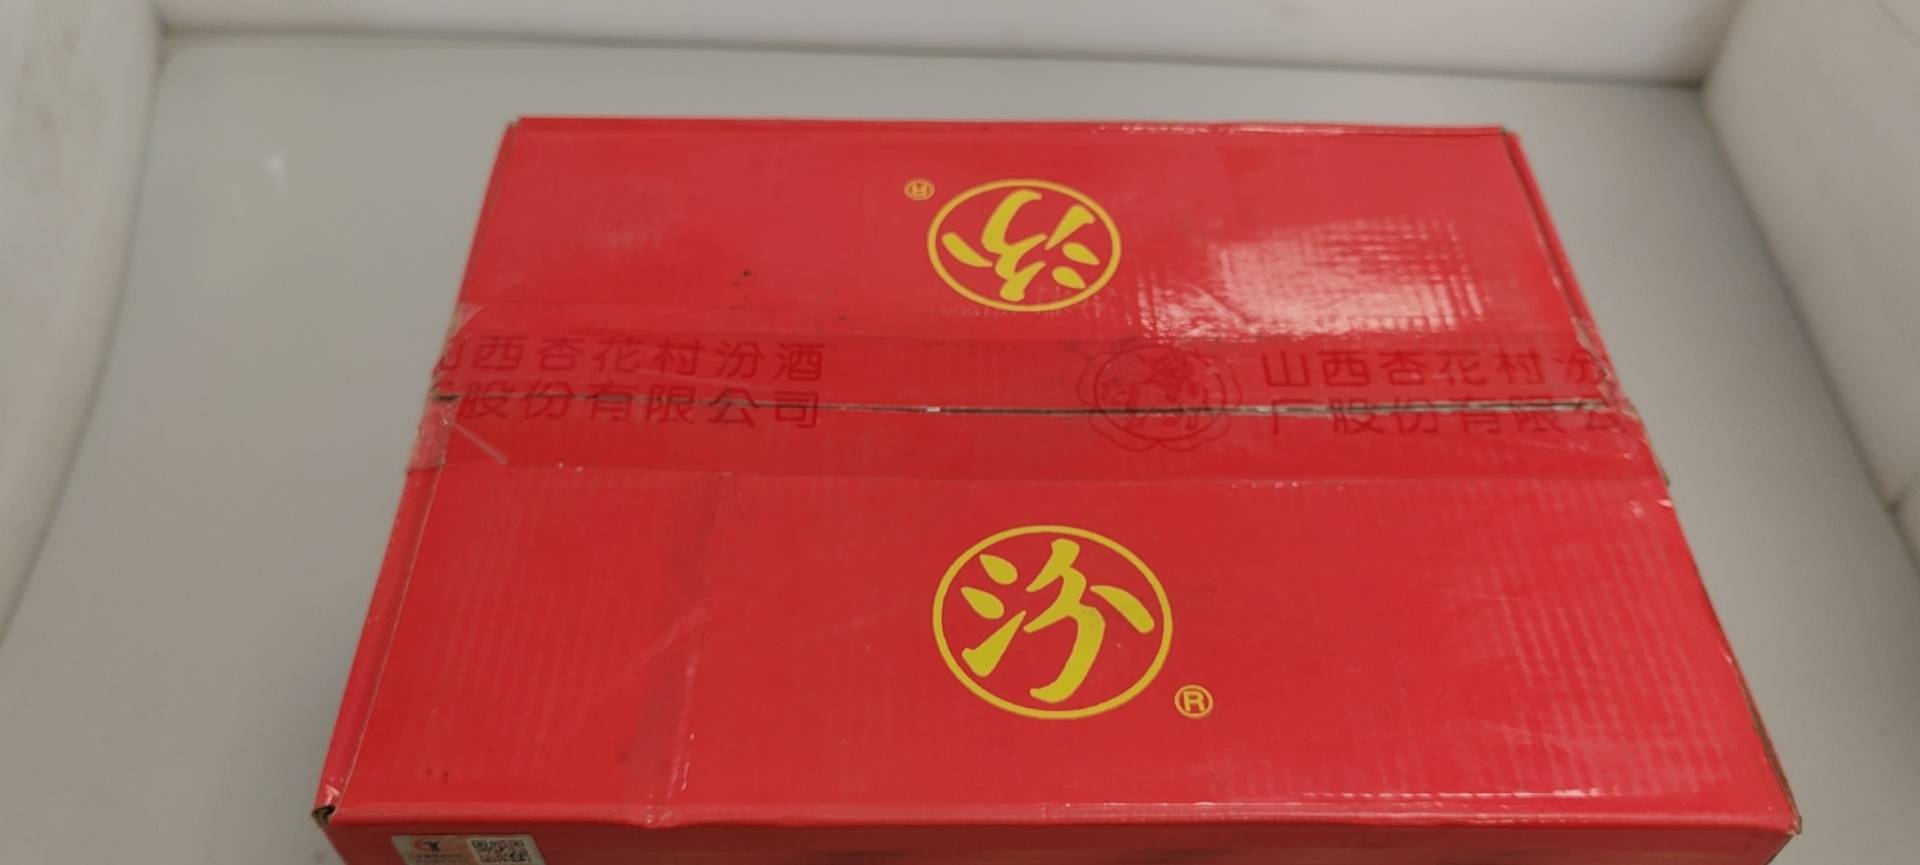 汾
®
山西杏花村汾酒
厂股份有限公司
山西杏花村汾
厂股份有限公
汾
®